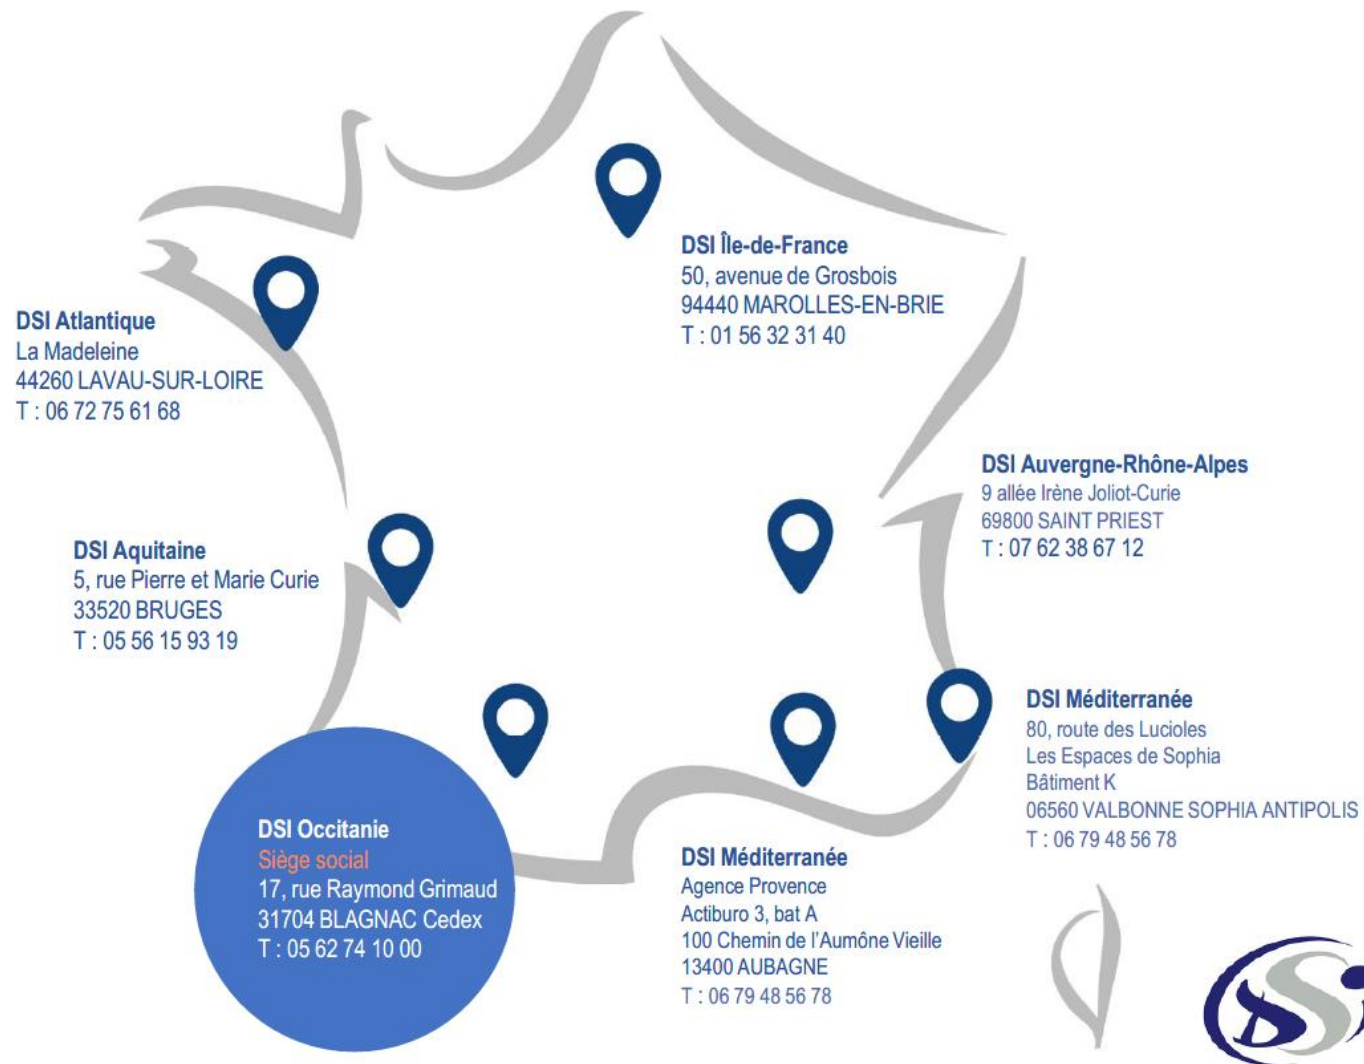 DSI Île-de-France
50, avenue de Grosbois
94440 MAROLLES-EN-BRIE
T : 01 56 32 31 40
DSI Atlantique
La Madeleine
44260 LAVAU-SUR-LOIRE
T : 06 72 75 61 68
DSI Auvergne-Rhône-Alpes
9 allée Irène Joliot-Curie
69800 SAINT PRIEST
T : 07 62 38 67 12
DSI Aquitaine
5, rue Pierre et Marie Curie
33520 BRUGES
T : 05 56 15 93 19
DSI Méditerranée
80, route des Lucioles
Les Espaces de Sophia
Bâtiment K
06560 VALBONNE SOPHIA ANTIPOLIS
T : 06 79 48 56 78
DSI Occitanie
Siège social
17, rue Raymond Grimaud
31704 BLAGNAC Cedex
T : 05 62 74 10 00
DSI Méditerranée
Agence Provence
Actiburo 3, bat A
100 Chemin de l'Aumône Vieille
13400 AUBAGNE
T : 06 79 48 56 78
dSi